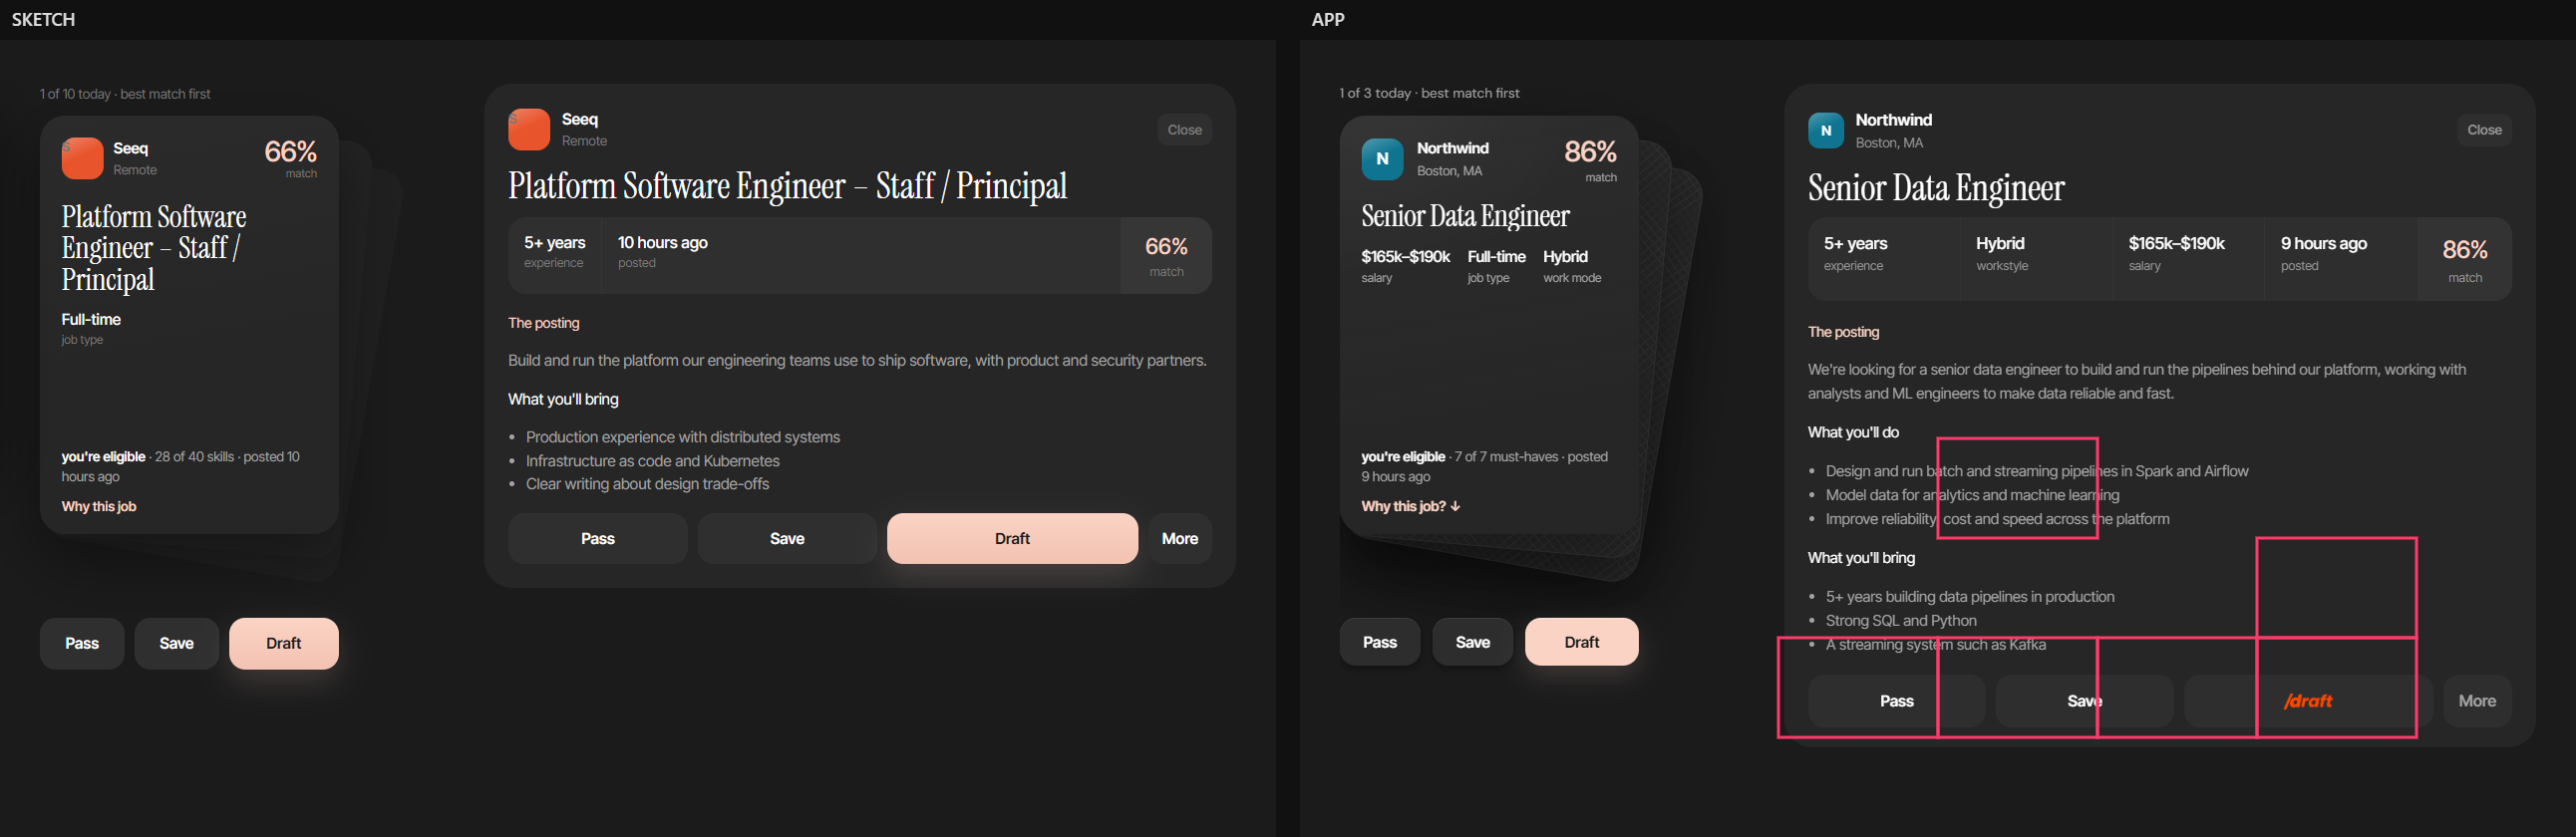 SKETCH
1 of 10 today · best match first
S
Seeq
Remote
66%
match
Platform Software
Engineer – Staff /
Principal
Full-time
job type
you're eligible · 28 of 40 skills · posted 10
hours ago
Why this job
Pass
Save
Draft
S
Seeq
Remote
Close
Platform Software Engineer – Staff / Principal
5+ years
experience
10 hours ago
posted
66%
match
The posting
Build and run the platform our engineering teams use to ship software, with product and security partners.
What you'll bring
• Production experience with distributed systems
• Infrastructure as code and Kubernetes
• Clear writing about design trade-offs
Pass
Save
Draft
More
APP
1 of 3 today · best match first
N
Northwind
Boston, MA
86%
match
Senior Data Engineer
$165k–$190k
salary
Full-time
job type
Hybrid
work mode
you're eligible · 7 of 7 must-haves · posted
9 hours ago
Why this job? ↓
Pass
Save
Draft
N
Northwind
Boston, MA
Close
Senior Data Engineer
5+ years
experience
Hybrid
workstyle
$165k–$190k
salary
9 hours ago
posted
86%
match
The posting
We're looking for a senior data engineer to build and run the pipelines behind our platform, working with
analysts and ML engineers to make data reliable and fast.
What you'll do
• Design and run batch and streaming pipelines in Spark and Airflow
• Model data for analytics and machine learning
• Improve reliability, cost and speed across the platform
What you'll bring
• 5+ years building data pipelines in production
• Strong SQL and Python
• A streaming system such as Kafka
Pass
Save
/draft
More